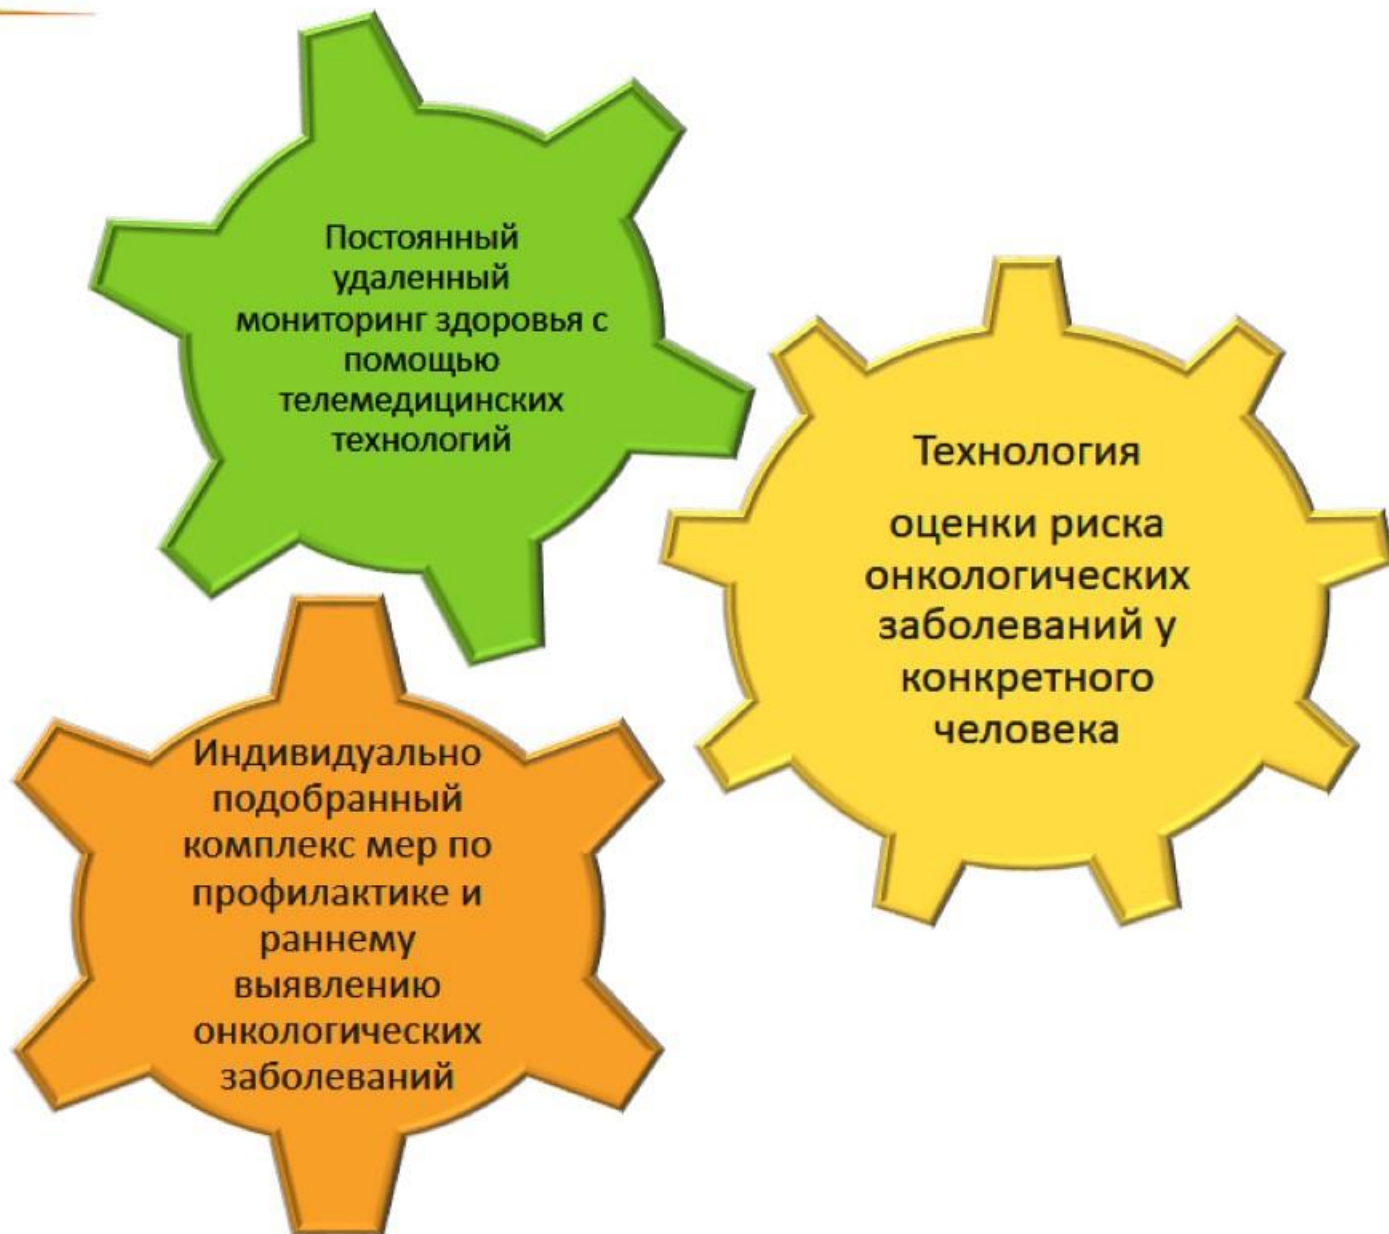 Постоянный
удаленный
мониторинг здоровья с
помощью
телемедицинских
технологий
Технология
оценки риска
онкологических
заболеваний у
конкретного
человека
Индивидуально
подобранный
комплекс мер по
профилактике и
раннему
выявлению
онкологических
заболеваний